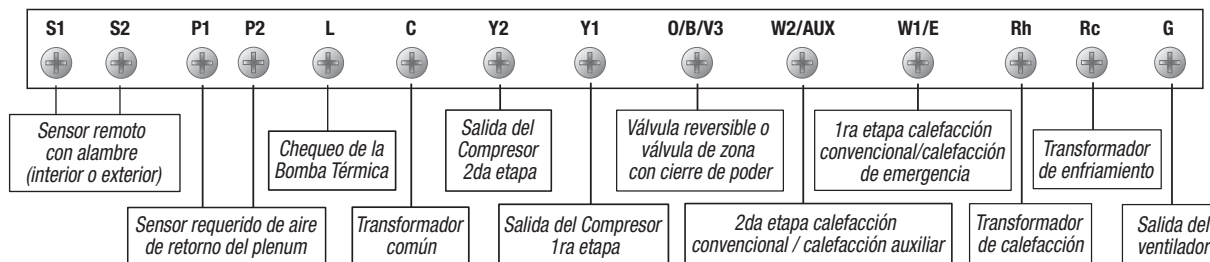 S1 S2 P1 P2 L C Y2 Y1 O/B/V3 W2/AUX W1/E Rh Rc G
Sensor remoto
con alambre
(interior o exterior)
Sensor requerido de aire
de retorno del plenum
Chequeo de la
Bomba Térmica
Transformador
común
Salida del
Compresor
2da etapa
Salida del Compresor
1ra etapa
Válvula reversible o
válvula de zona
con cierre de poder
2da etapa calefacción
convencional / calefacción auxiliar
1ra etapa calefacción
convencional/calefacción
de emergencia
Transformador
de calefacción
Transformador
de enfriamiento
Salida del
ventilador